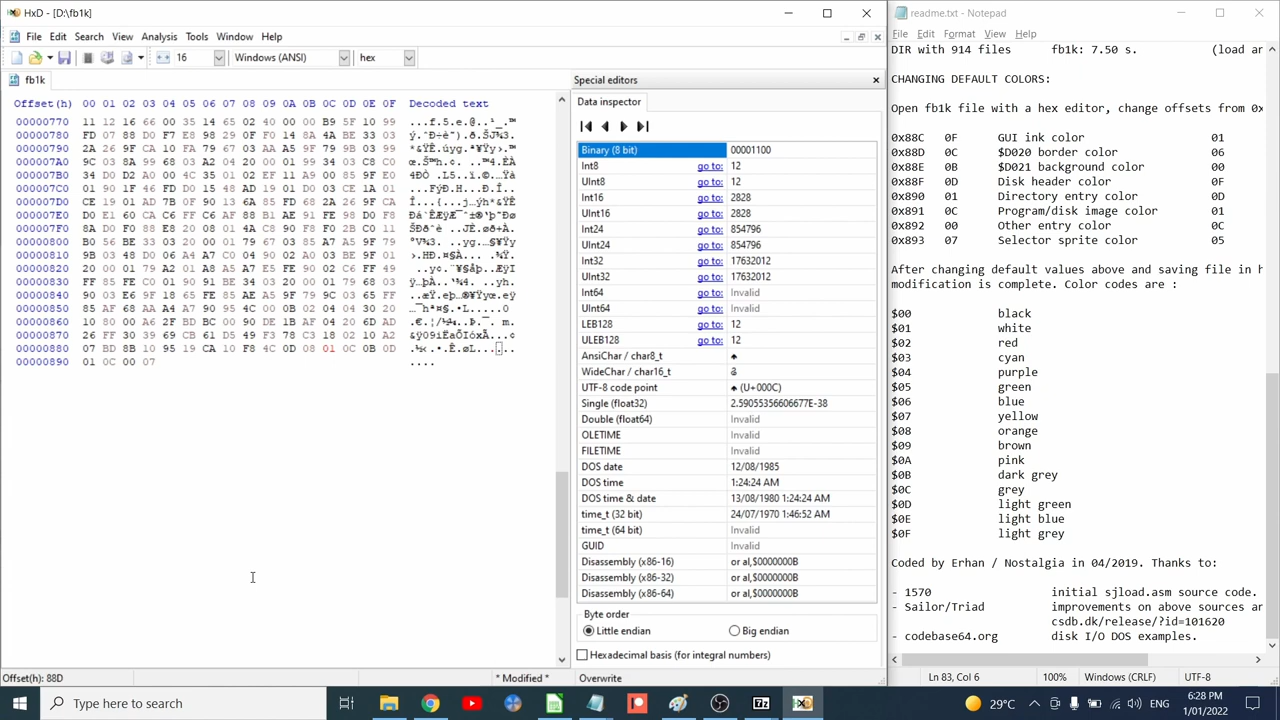 HxD - [D:\fb1k]
File Edit Search View Analysis Tools Window Help
16 Windows (ANSI) hex
fb1k
Offset(h) 00 01 02 03 04 05 06 07 08 09 0A 0B 0C 0D 0E 0F Decoded text
00000770 11 12 16 66 00 35 14 65 02 40 00 00 B9 5F 10 99
00000780 FD 07 88 D0 F7 E8 98 29 0F F0 14 8A 4A BE 33 03
00000790 2A 26 9F CA 10 FA 79 67 03 AA A5 9F 79 9B 03 99
000007A0 9C 03 8A 99 68 03 A2 04 20 00 01 99 34 03 C8 C0
000007B0 34 D0 D2 A0 00 4C 35 01 02 EF 11 A9 00 85 9F E0
000007C0 01 90 1F 46 FD D0 15 48 AD 19 01 D0 03 CE 1A 01
000007D0 CE 19 01 AD 7B 0F 90 13 6A 85 FD 68 2A 26 9F CA
000007E0 D0 E1 60 CA C6 FF C6 AF 88 B1 AE 91 FE 98 D0 F8
000007F0 8A D0 F0 88 E8 20 08 01 4A C8 90 F8 F0 2B C0 11
00000800 B0 56 BE 33 03 20 00 01 79 67 03 85 A7 A5 9F 79
00000810 9B 03 48 D0 06 A4 A7 C0 04 90 02 A0 03 BE 97 03
00000820 20 00 01 79 A2 01 A8 A5 A7 E5 FE 90 02 C6 FF 49
00000830 FF 85 FE C0 01 90 91 BE 34 03 20 00 01 79 68 03
00000840 90 03 E6 9F 18 65 FE 85 AE A5 9F 79 9C 03 65 FF
00000850 85 AF 68 AA A4 A7 90 95 4C 00 0B 02 04 04 30 20
00000860 10 80 00 A6 2F BD BC 00 90 DE 1B AF 04 20 6D AD
00000870 26 FF 30 39 69 CB 61 D5 49 F3 78 C3 18 02 10 A2
00000880 07 BD 8B 10 95 19 CA 10 F8 4C 0D 08 01 0C 0B 0D
00000890 01 0C 00 07
Special editors
Data inspector
Binary (8 bit) 00001100
Int8 go to: 12
UInt8 go to: 12
Int16 go to: 2828
UInt16 go to: 2828
Int24 go to: 854796
UInt24 go to: 854796
Int32 go to: 17632012
UInt32 go to: 17632012
Int64 go to: Invalid
UInt64 go to: Invalid
LEB128 go to: 12
ULEB128 go to: 12
AnsiChar / char8_t
WideChar / char16_t
UTF-8 code point (U+000C)
Single (float32) 2.59055356606677E-38
Double (float64) Invalid
OLETIME Invalid
FILETIME Invalid
DOS date 12/08/1985
DOS time 1:24:24 AM
DOS time & date 13/08/1980 1:24:24 AM
time_t (32 bit) 24/07/1970 1:46:52 AM
time_t (64 bit) Invalid
GUID Invalid
Disassembly (x86-16) or al,$0000000B
Disassembly (x86-32) or al,$0000000B
Disassembly (x86-64) or al,$0000000B
Byte order
Little endian Big endian
Hexadecimal basis (for integral numbers)
Offset(h): 88D * Modified * Overwrite
readme.txt - Notepad
File Edit Format View Help
DIR with 914 files fb1k: 7.50 s. (load ar
CHANGING DEFAULT COLORS:
Open fb1k file with a hex editor, change offsets from 0x
0x88C 0F GUI ink color 01
0x88D 0C $D020 border color 06
0x88E 0B $D021 background color 00
0x88F 0D Disk header color 0F
0x890 01 Directory entry color 0D
0x891 0C Program/disk image color 01
0x892 00 Other entry color 0C
0x893 07 Selector sprite color 05
After changing default values above and saving file in h
modification is complete. Color codes are :
$00 black
$01 white
$02 red
$03 cyan
$04 purple
$05 green
$06 blue
$07 yellow
$08 orange
$09 brown
$0A pink
$0B dark grey
$0C grey
$0D light green
$0E light blue
$0F light grey
Coded by Erhan / Nostalgia in 04/2019. Thanks to:
- 1570 initial sjload.asm source code.
- Sailor/Triad improvements on above sources ar
csdb.dk/release/?id=101620
- codebase64.org disk I/O DOS examples.
Ln 83, Col 6 100% Windows (CRLF) UTF-8
Type here to search
29°C ENG 6:28 PM
1/01/2022